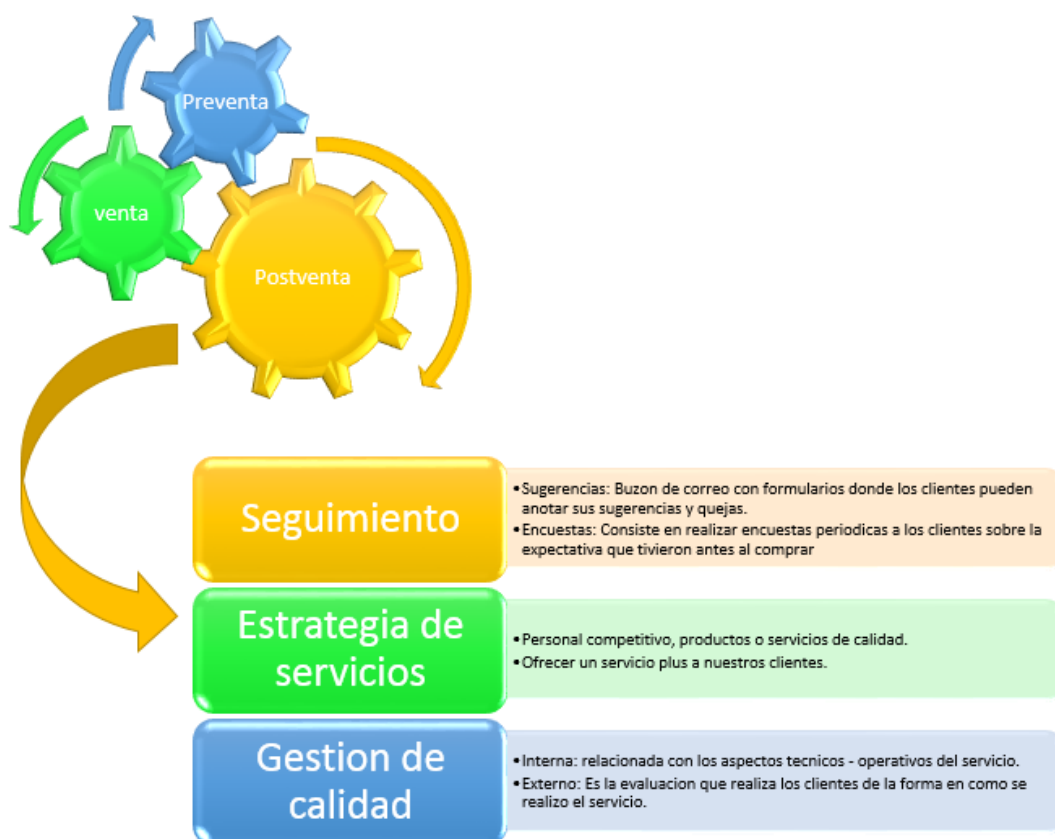 Preventa
venta
Postventa
Seguimiento
•Sugerencias: Buzon de correo con formularios donde los clientes pueden
anotar sus sugerencias y quejas.
•Encuestas: Consiste en realizar encuestas periodicas a los clientes sobre la
expectativa que tivieron antes al comprar
Estrategia de
servicios
•Personal competitivo, productos o servicios de calidad.
•Ofrecer un servicio plus a nuestros clientes.
Gestion de
calidad
•Interna: relacionada con los aspectos tecnicos - operativos del servicio.
•Externo: Es la evaluacion que realiza los clientes de la forma en como se
realizo el servicio.